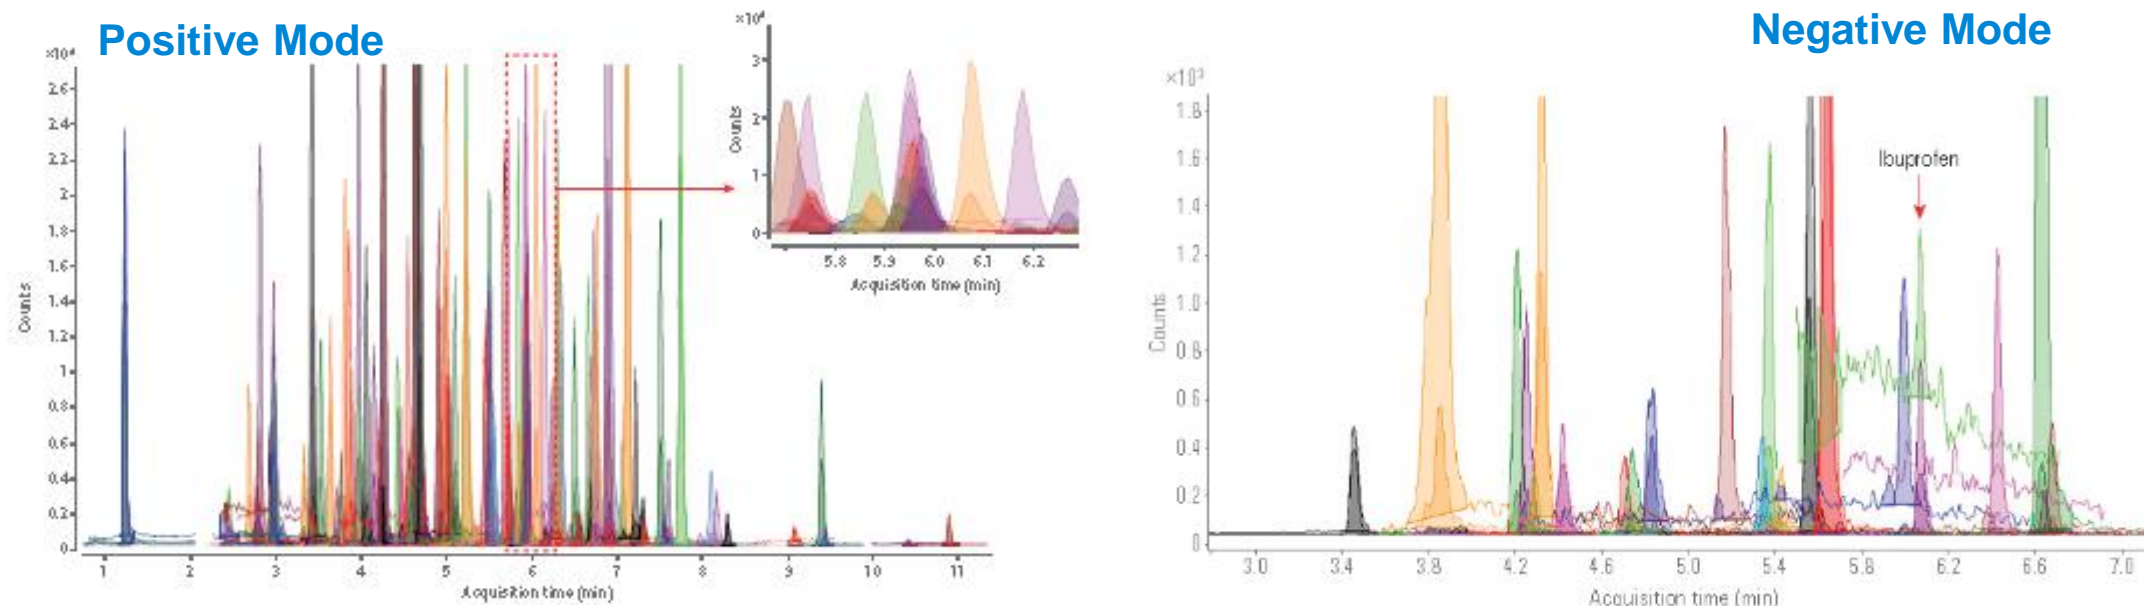 Positive Mode
×10⁴
2.6
2.4
2.2
2
1.8
1.6
1.4
1.2
1
0.8
0.6
0.4
0.2
0
Counts
1 2 3 4 5 6 7 8 9 10 11
Acquisition time (min)
×10⁴
3
2
1
0
Counts
5.8 5.9 6.0 6.1 6.2
Acquisition time (min)
Negative Mode
×10³
1.8
1.6
1.4
1.2
1.0
0.8
0.6
0.4
0.2
0
Counts
Ibuprofen
3.0 3.4 3.8 4.2 4.6 5.0 5.4 5.8 6.2 6.6 7.0
Acquisition time (min)